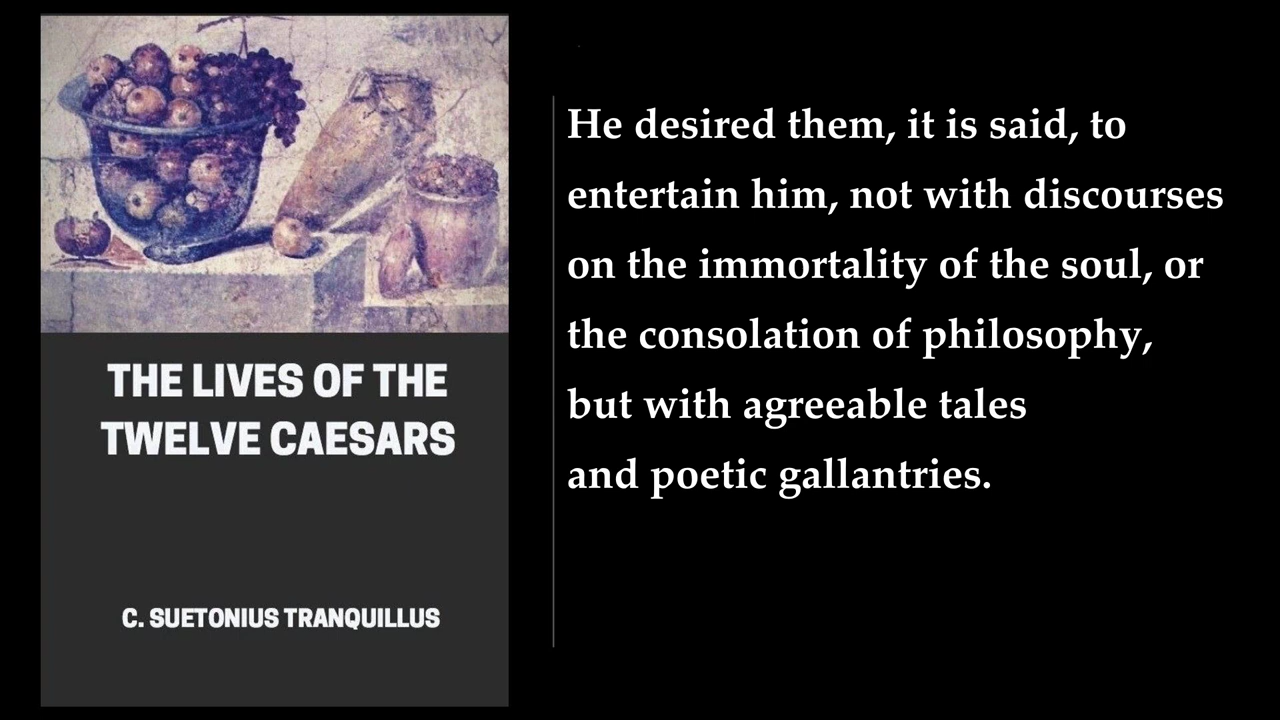 THE LIVES OF THE
TWELVE CAESARS
C. SUETONIUS TRANQUILLUS
He desired them, it is said, to
entertain him, not with discourses
on the immortality of the soul, or
the consolation of philosophy,
but with agreeable tales
and poetic gallantries.